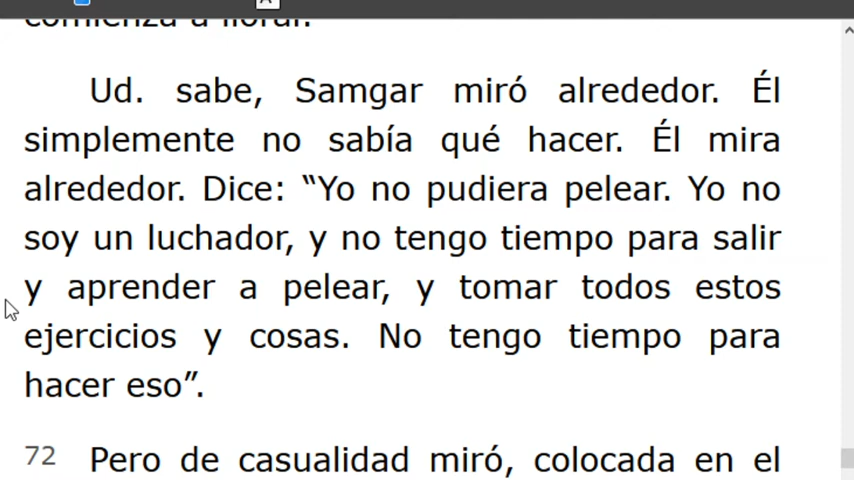 comienza a llorar.
Ud. sabe, Samgar miró alrededor. Él
simplemente no sabía qué hacer. Él mira
alrededor. Dice: “Yo no pudiera pelear. Yo no
soy un luchador, y no tengo tiempo para salir
y aprender a pelear, y tomar todos estos
ejercicios y cosas. No tengo tiempo para
hacer eso”.
72 Pero de casualidad miró, colocada en el